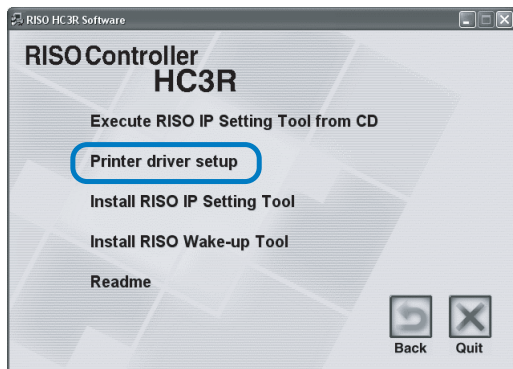 RISO HC3R Software
RISO Controller
HC3R
Execute RISO IP Setting Tool from CD
Printer driver setup
Install RISO IP Setting Tool
Install RISO Wake-up Tool
Readme
Back Quit